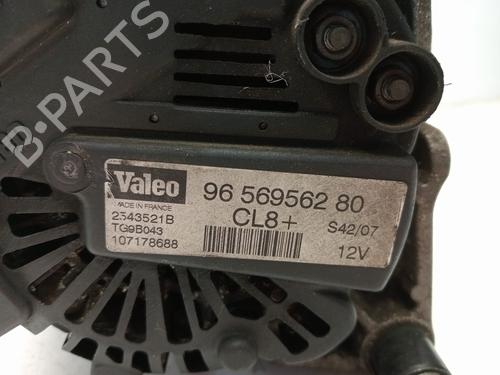 B-PARTS
Valeo
MADE IN FRANCE
2543521B
TG9B043
107178688
96 569562 80
CL8+
S42/07
12V